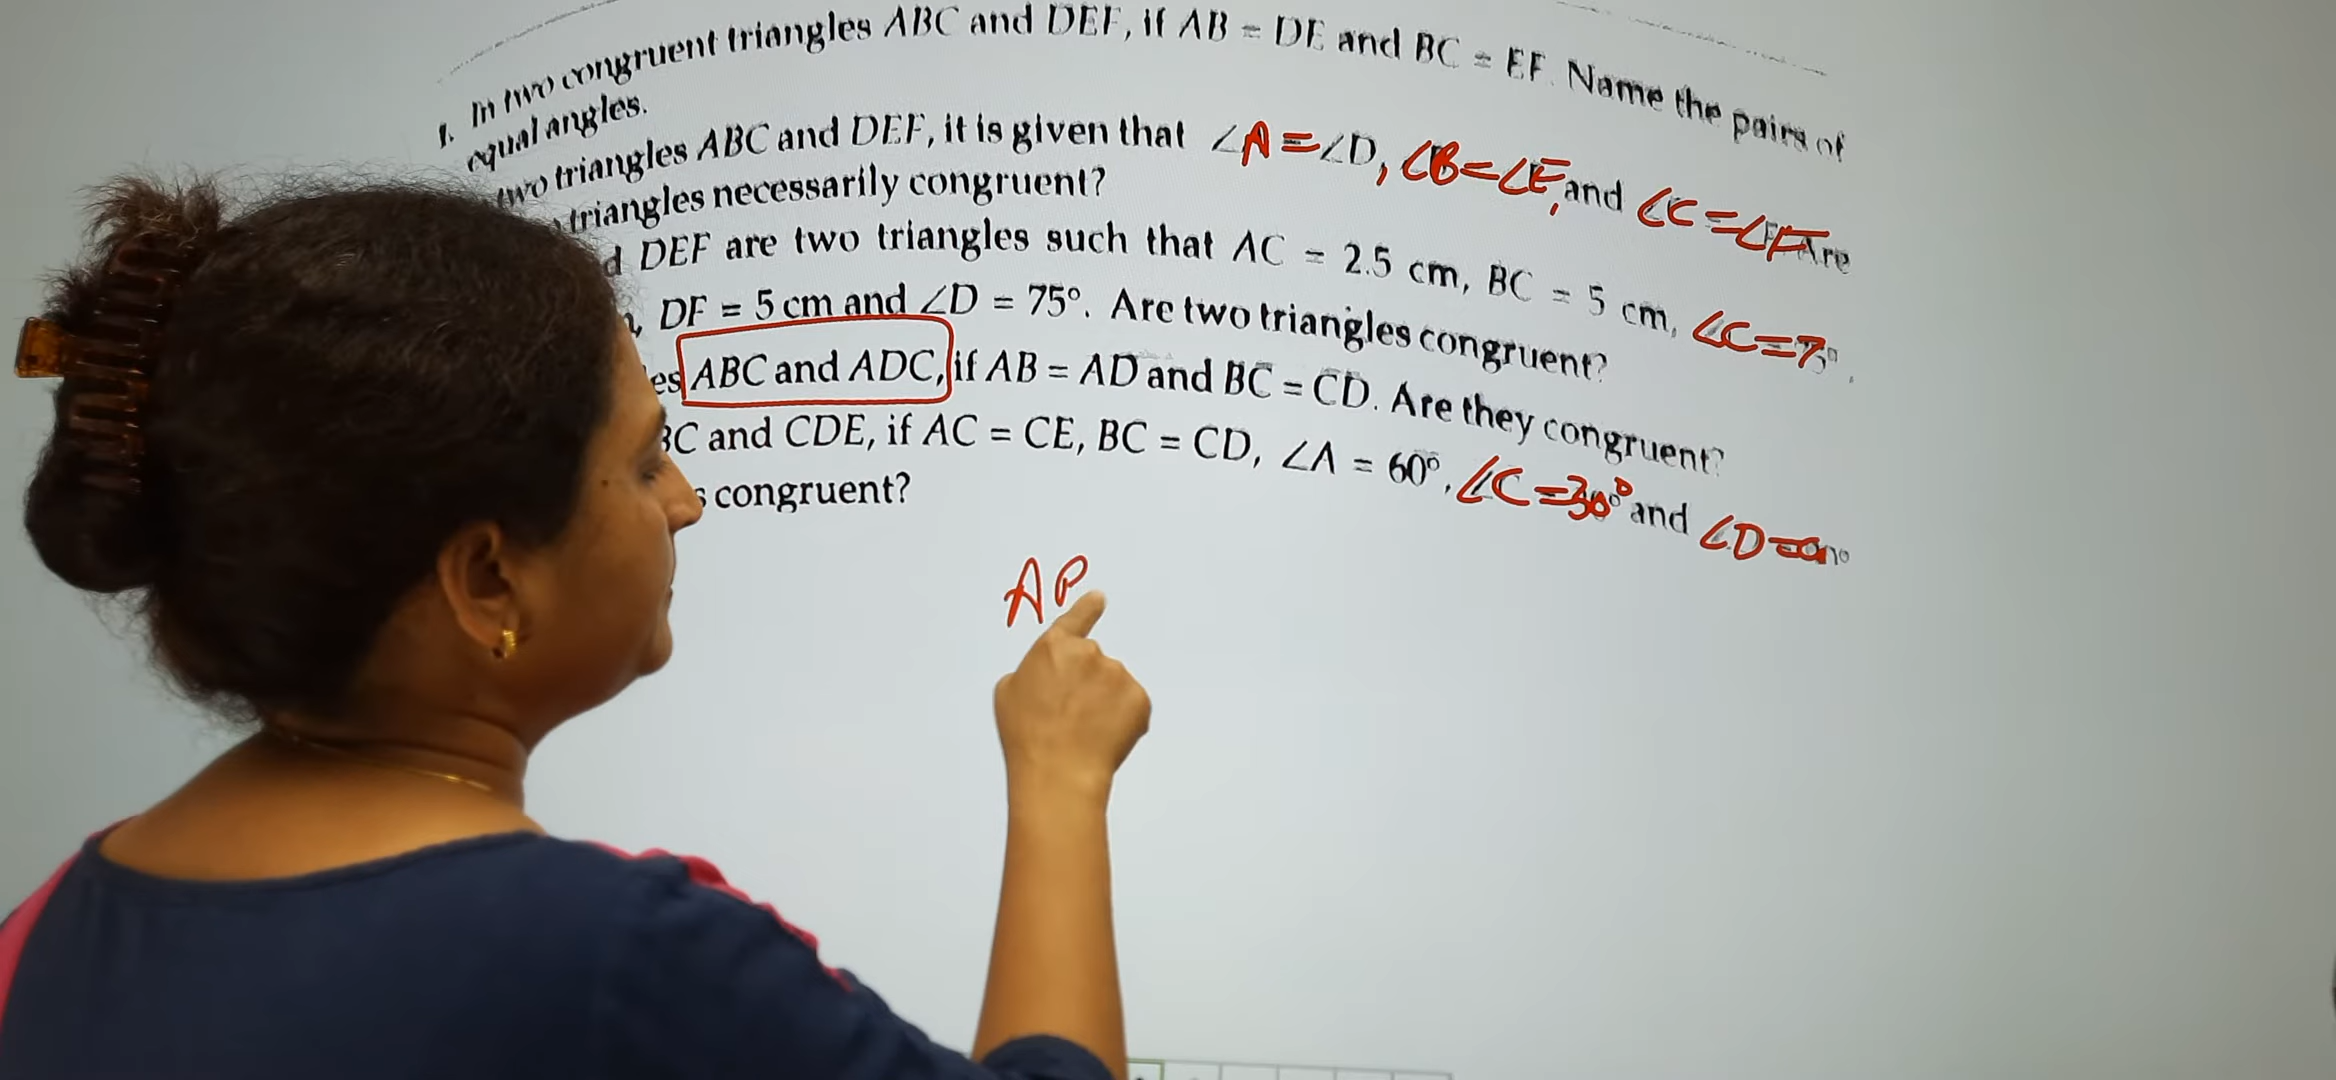 1. In two congruent triangles ABC and DEF, if AB = DE and BC = EF. Name the pairs of
equal angles.
two triangles ABC and DEF, it is given that ∠A = ∠D, ∠B = ∠E, and ∠C = ∠F. Are
triangles necessarily congruent?
d DEF are two triangles such that AC = 2.5 cm, BC = 5 cm, ∠C = 75°.
, DF = 5 cm and ∠D = 75°. Are two triangles congruent?
es ABC and ADC, if AB = AD and BC = CD. Are they congruent?
BC and CDE, if AC = CE, BC = CD, ∠A = 60°, ∠C = 30° and ∠D =
s congruent?
AB